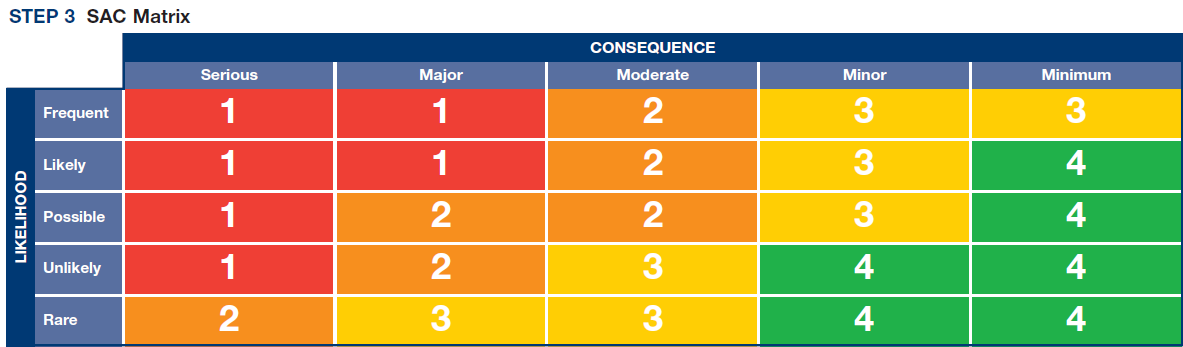 STEP 3 SAC Matrix
CONSEQUENCE
Serious Major Moderate Minor Minimum
LIKELIHOOD
Frequent 1 1 2 3 3
Likely 1 1 2 3 4
Possible 1 2 2 3 4
Unlikely 1 2 3 4 4
Rare 2 3 3 4 4